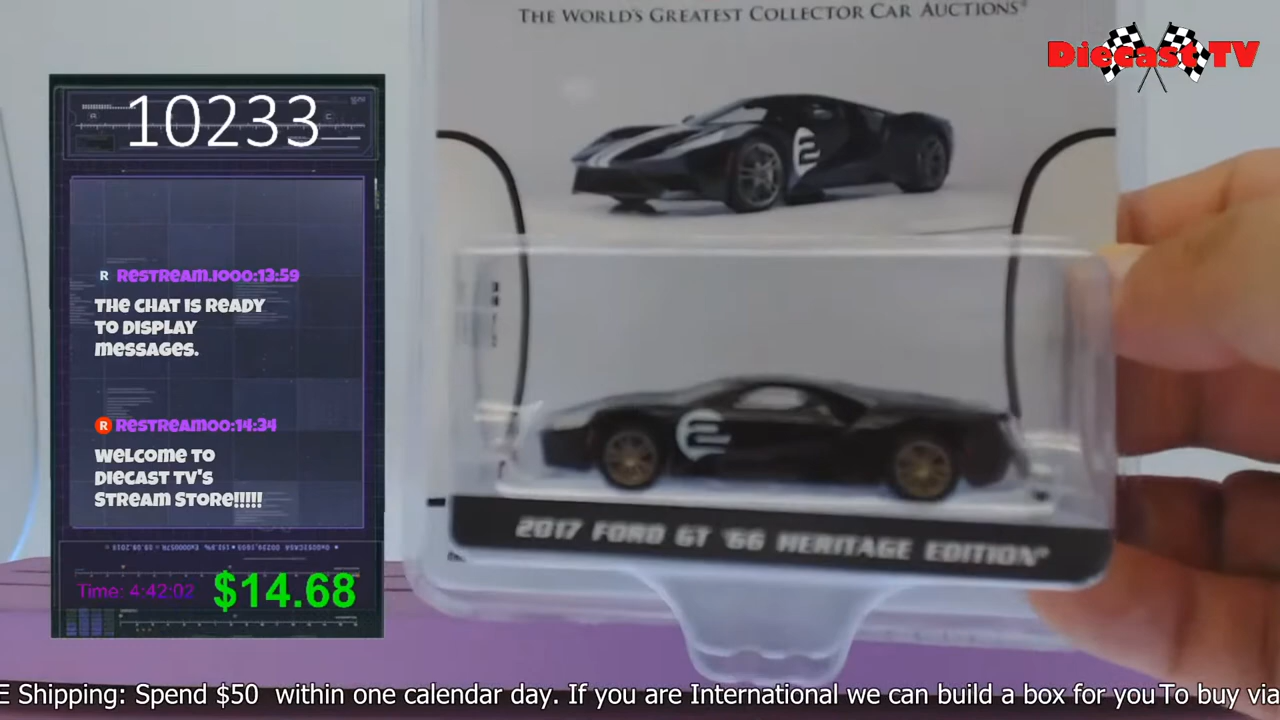 THE WORLD'S GREATEST COLLECTOR CAR AUCTIONS®
Diecast TV
10233
R Restream.io00:13:59
THE CHAT IS READY
TO DISPLAY
MESSAGES.
R Restream00:14:34
WELCOME TO
DIECAST TV'S
STREAM STORE!!!!!
Time: 4:42:02 $14.68
2017 FORD GT '66 HERITAGE EDITION
E Shipping: Spend $50 within one calendar day. If you are International we can build a box for you To buy via